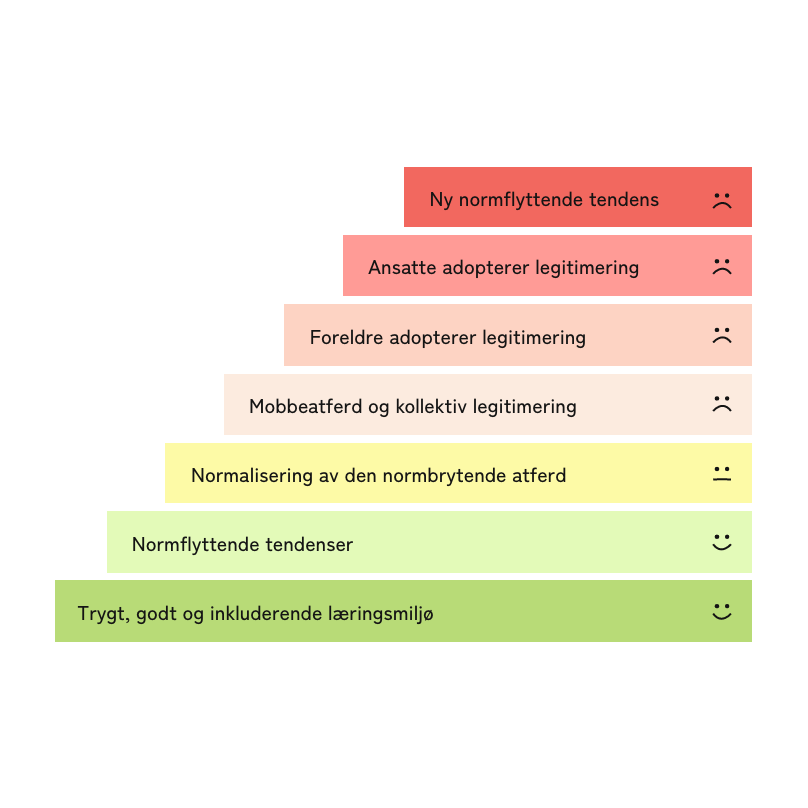 Ny normflyttende tendens
Ansatte adopterer legitimering
Foreldre adopterer legitimering
Mobbeatferd og kollektiv legitimering
Normalisering av den normbrytende atferd
Normflyttende tendenser
Trygt, godt og inkluderende læringsmiljø